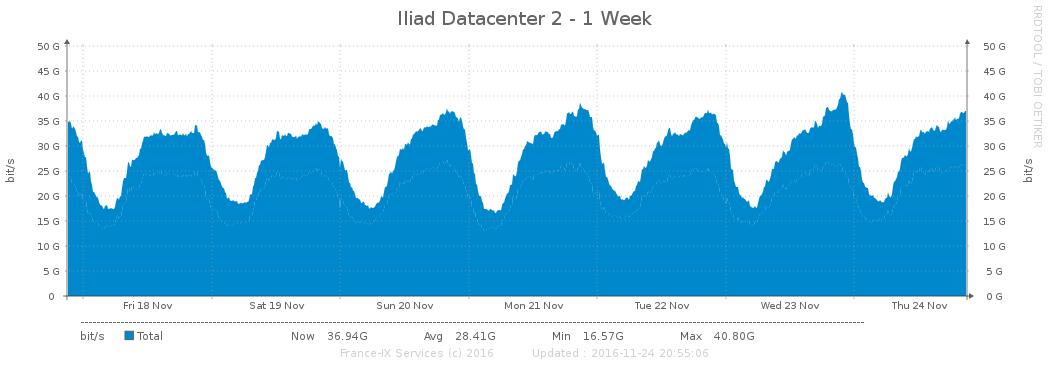 Iliad Datacenter 2 - 1 Week
RRDTOOL / TOBI OETIKER
bit/s
50 G
45 G
40 G
35 G
30 G
25 G
20 G
15 G
10 G
5 G
0
50 G
45 G
40 G
35 G
30 G
25 G
20 G
15 G
10 G
5 G
0 G
bit/s
Fri 18 Nov Sat 19 Nov Sun 20 Nov Mon 21 Nov Tue 22 Nov Wed 23 Nov Thu 24 Nov
bit/s Total Now 36.94G Avg 28.41G Min 16.57G Max 40.80G
France-IX Services (c) 2016 Updated : 2016-11-24 20:55:06